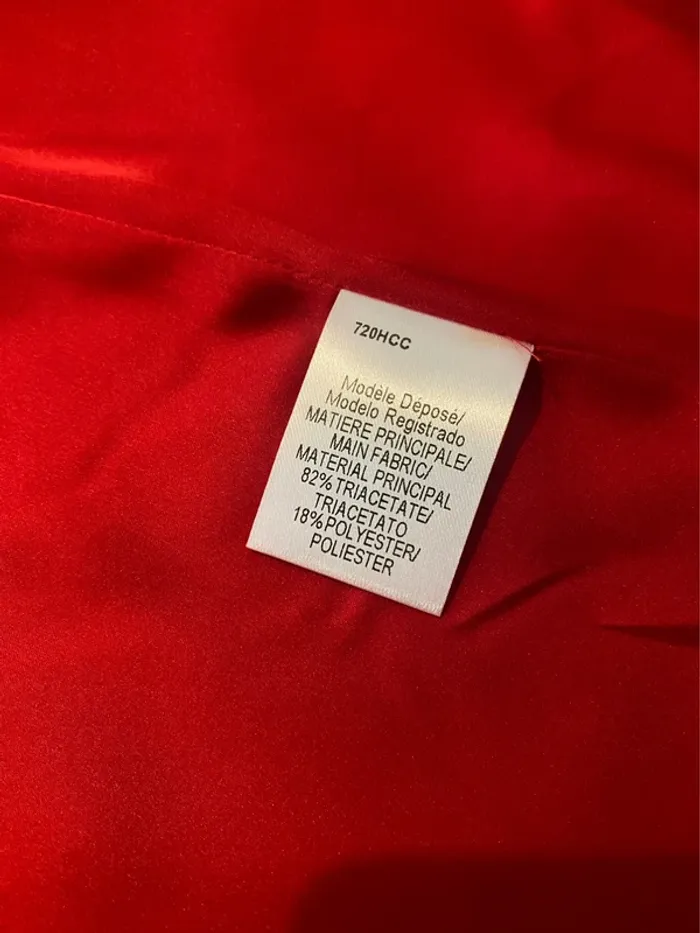 720HCC
Modèle Déposé/
Modelo Registrado
MATIERE PRINCIPALE/
MAIN FABRIC/
MATERIAL PRINCIPAL
82% TRIACETATE/
TRIACETATO
18% POLYESTER/
POLIESTER